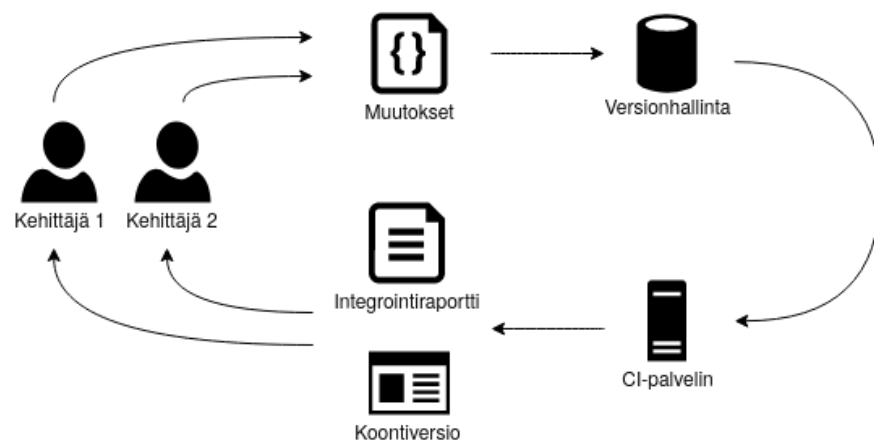 {}
Muutokset
Versionhallinta
Kehittäjä 1
Kehittäjä 2
Integrointiraportti
CI-palvelin
Koontiversio